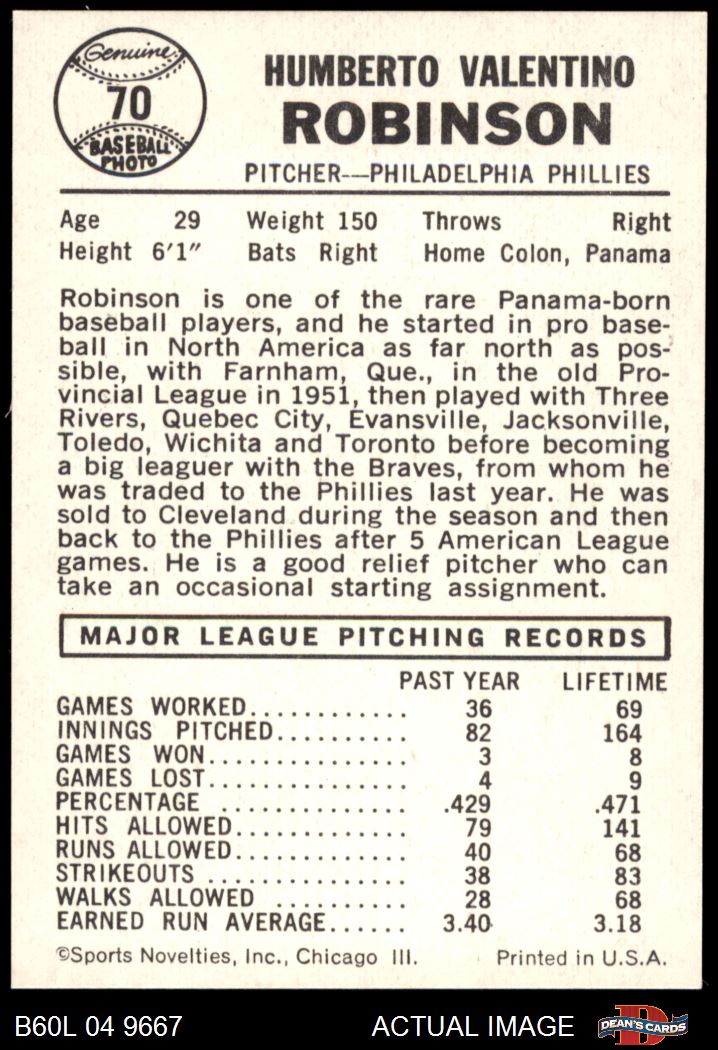 Genuine
70
BASEBALL
PHOTO
HUMBERTO VALENTINO
ROBINSON
PITCHER—PHILADELPHIA PHILLIES
Age 29 Weight 150 Throws Right
Height 6'1" Bats Right Home Colon, Panama
Robinson is one of the rare Panama-born
baseball players, and he started in pro base-
ball in North America as far north as pos-
sible, with Farnham, Que., in the old Pro-
vincial League in 1951, then played with Three
Rivers, Quebec City, Evansville, Jacksonville,
Toledo, Wichita and Toronto before becoming
a big leaguer with the Braves, from whom he
was traded to the Phillies last year. He was
sold to Cleveland during the season and then
back to the Phillies after 5 American League
games. He is a good relief pitcher who can
take an occasional starting assignment.
MAJOR LEAGUE PITCHING RECORDS
PAST YEAR LIFETIME
GAMES WORKED............ 36 69
INNINGS PITCHED.......... 82 164
GAMES WON............... 3 8
GAMES LOST............... 4 9
PERCENTAGE .............. .429 .471
HITS ALLOWED............. 79 141
RUNS ALLOWED............. 40 68
STRIKEOUTS .............. 38 83
WALKS ALLOWED ............ 28 68
EARNED RUN AVERAGE...... 3.40 3.18
©Sports Novelties, Inc., Chicago Ill. Printed in U.S.A.
B60L 04 9667 ACTUAL IMAGE DEAN'S CARDS